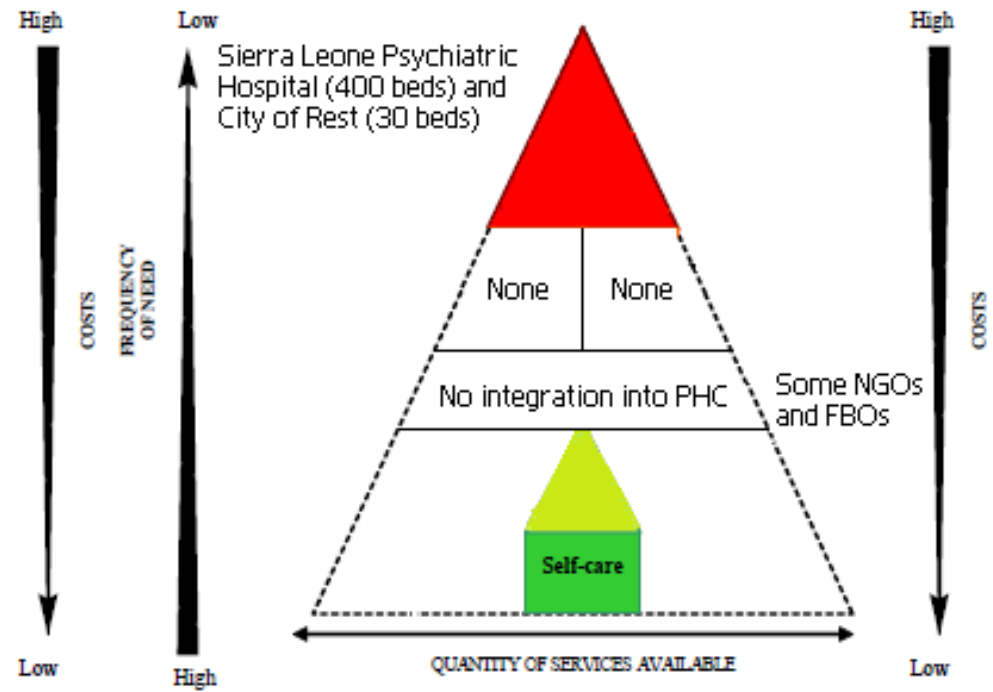 High
Low
High
Sierra Leone Psychiatric
Hospital (400 beds) and
City of Rest (30 beds)
None
None
COSTS
FREQUENCY
OF NEED
COSTS
No integration into PHC
Some NGOs
and FBOs
Self-care
Low
High
QUANTITY OF SERVICES AVAILABLE
Low